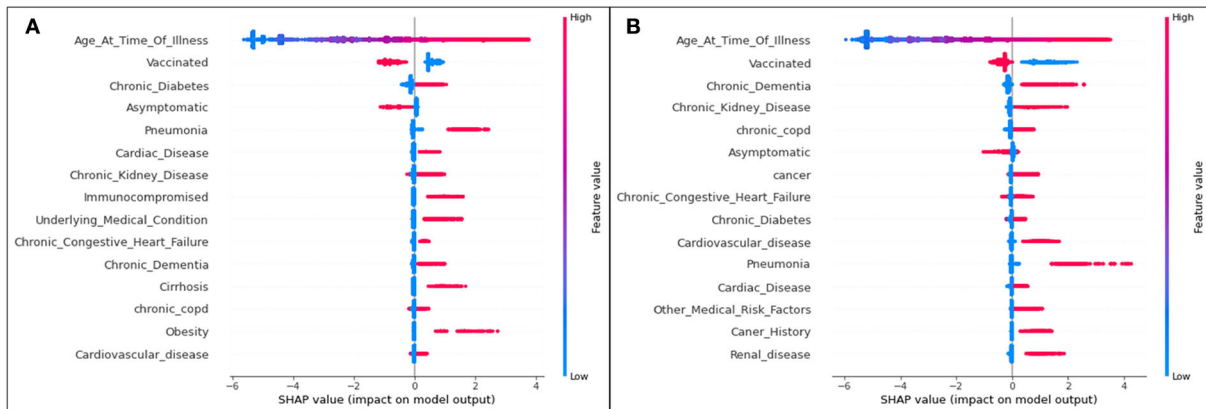 A
High
Age_At_Time_Of_Illness
Vaccinated
Chronic_Diabetes
Asymptomatic
Pneumonia
Cardiac_Disease
Chronic_Kidney_Disease
Immunocompromised
Underlying_Medical_Condition
Chronic_Congestive_Heart_Failure
Chronic_Dementia
Cirrhosis
chronic_copd
Obesity
Cardiovascular_disease
Feature value
Low
−6 −4 −2 0 2 4
SHAP value (impact on model output)
B
High
Age_At_Time_Of_Illness
Vaccinated
Chronic_Dementia
Chronic_Kidney_Disease
chronic_copd
Asymptomatic
cancer
Chronic_Congestive_Heart_Failure
Chronic_Diabetes
Cardiovascular_disease
Pneumonia
Cardiac_Disease
Other_Medical_Risk_Factors
Caner_History
Renal_disease
Feature value
Low
−6 −4 −2 0 2 4
SHAP value (impact on model output)